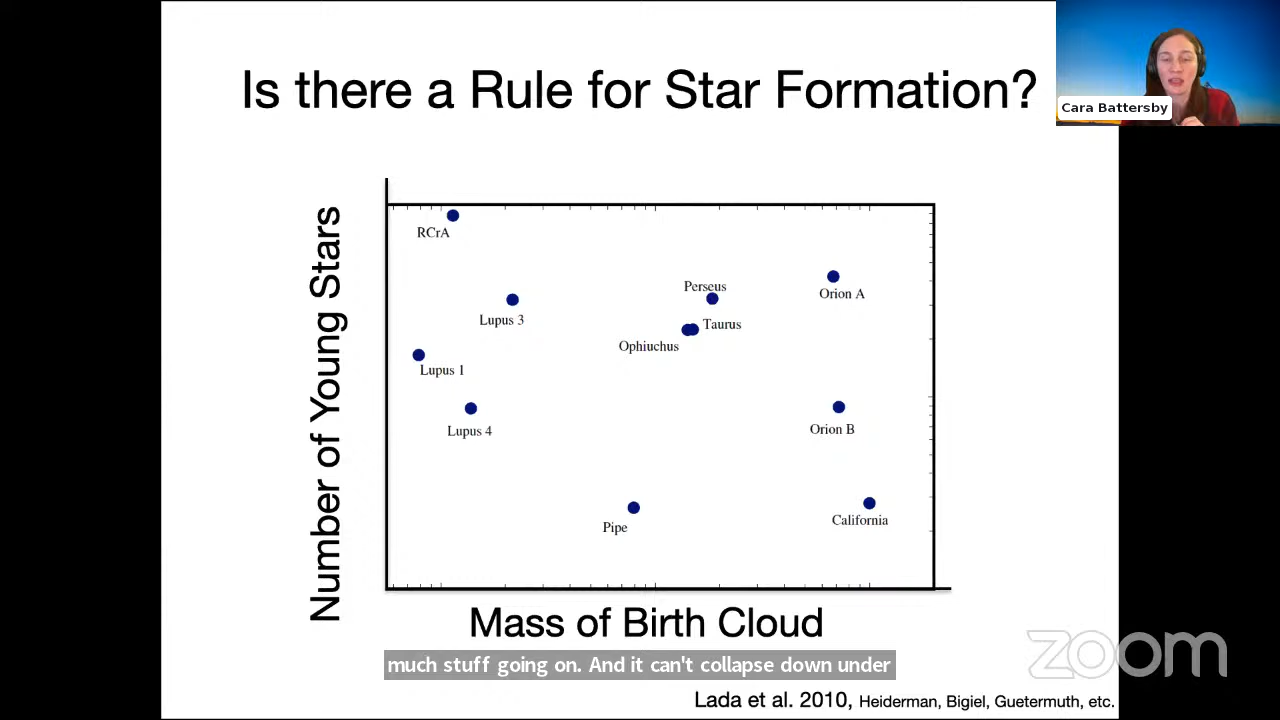 Is there a Rule for Star Formation?
Cara Battersby
Number of Young Stars
RCrA
Lupus 3
Perseus
Orion A
Taurus
Ophiuchus
Lupus 1
Lupus 4
Orion B
Pipe
California
Mass of Birth Cloud
much stuff going on. And it can't collapse down under
zoom
Lada et al. 2010, Heiderman, Bigiel, Guetermuth, etc.